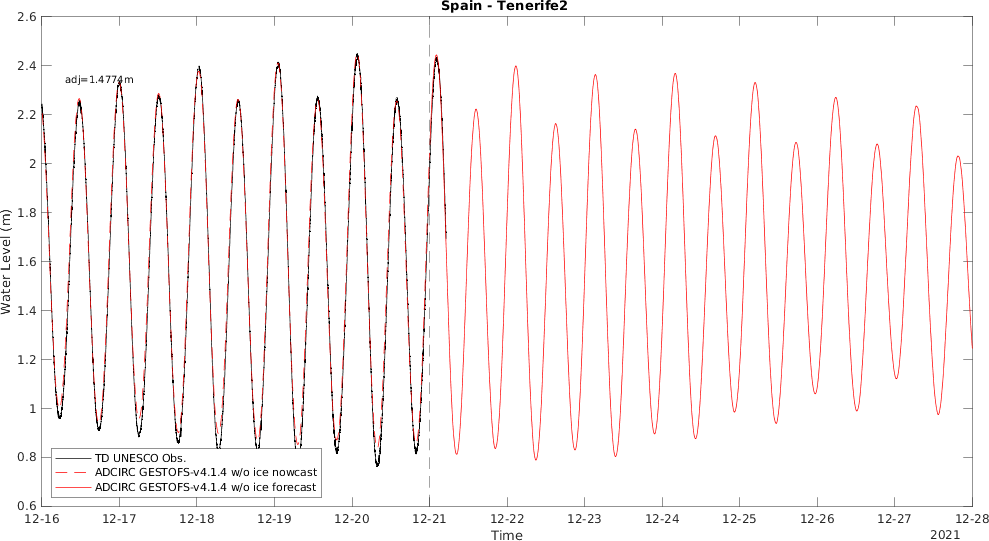 Spain - Tenerife2
2.6
2.4
2.2
2
1.8
1.6
1.4
1.2
1
0.8
0.6
Water Level (m)
adj=1.4774m
TD UNESCO Obs.
ADCIRC GESTOFS-v4.1.4 w/o ice nowcast
ADCIRC GESTOFS-v4.1.4 w/o ice forecast
12-16 12-17 12-18 12-19 12-20 12-21 12-22 12-23 12-24 12-25 12-26 12-27 12-28
Time
2021